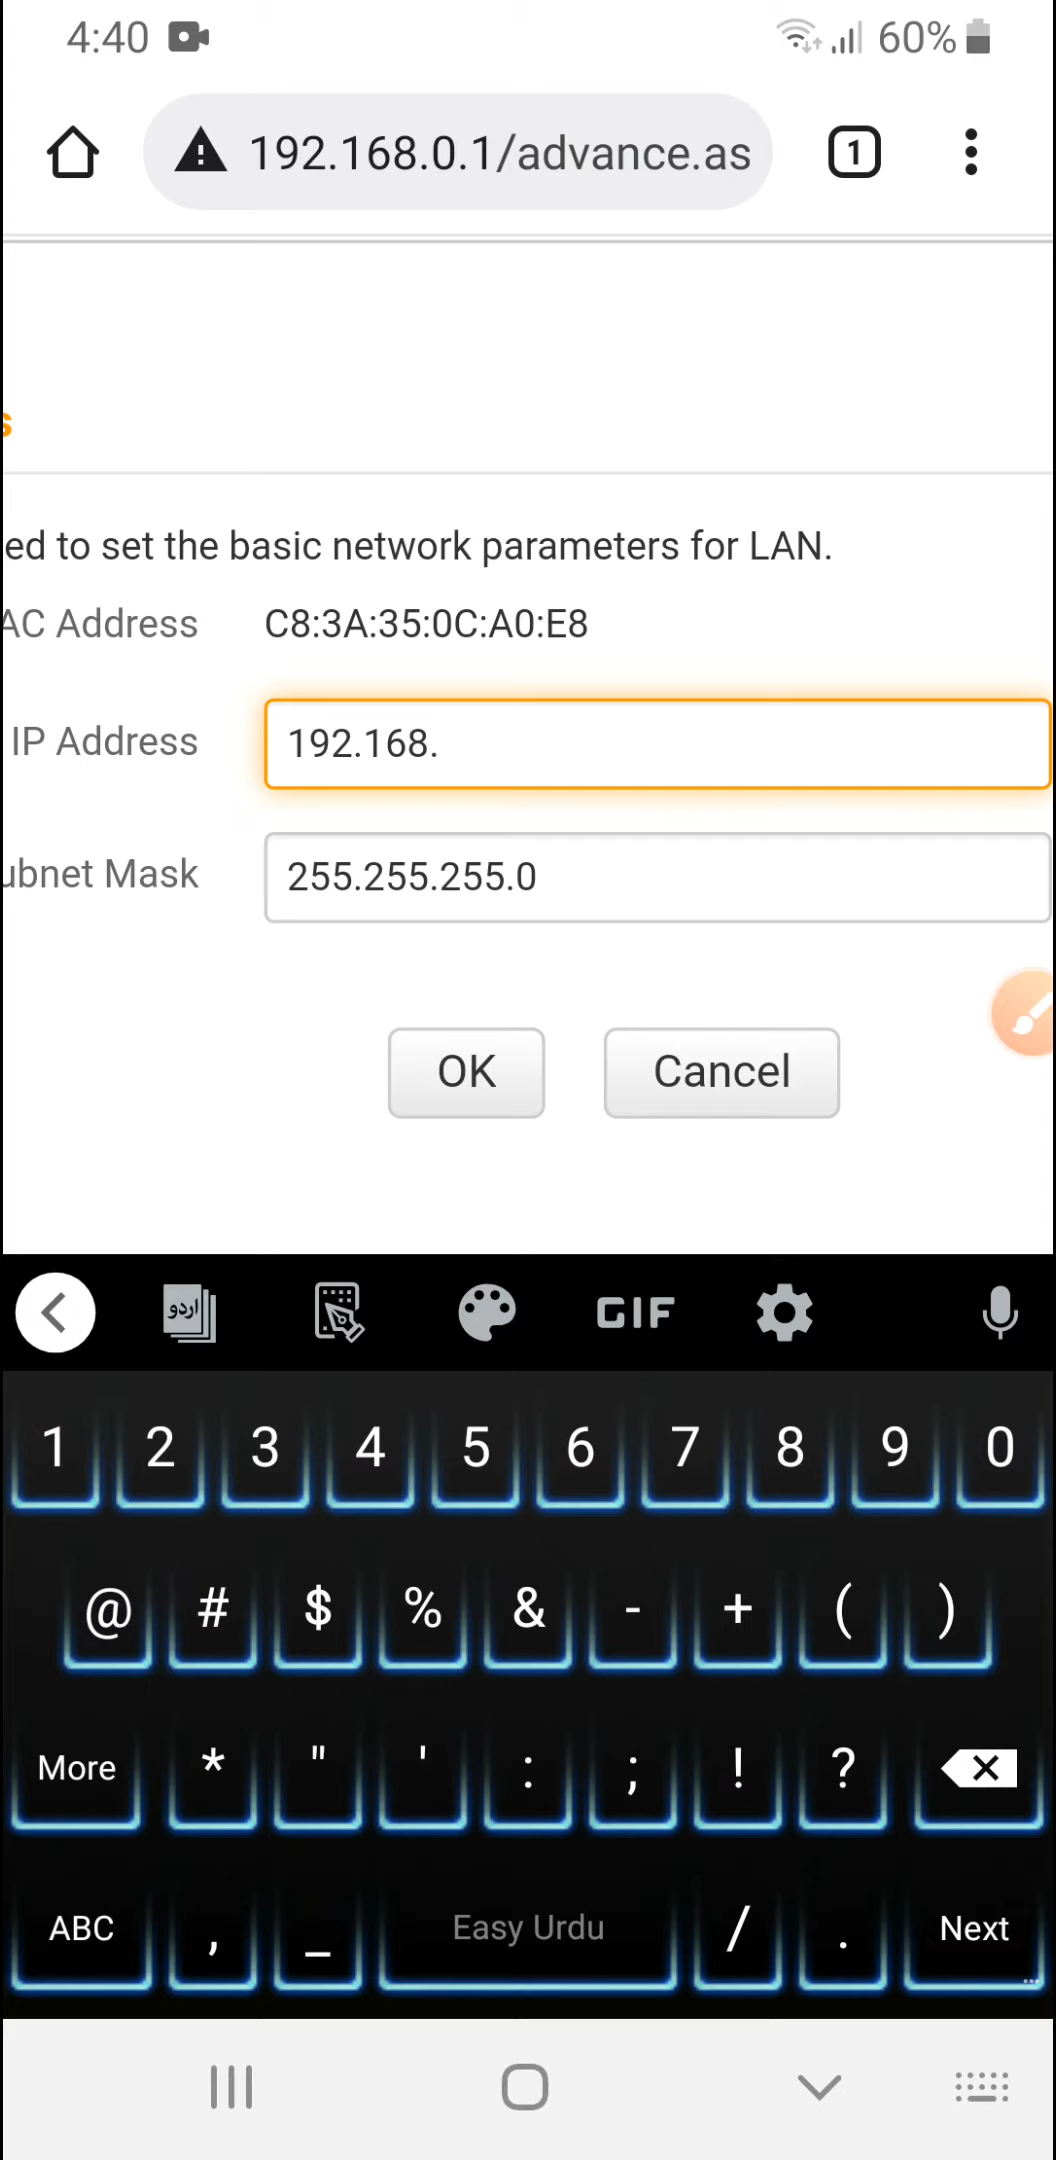 4:40 60%
192.168.0.1/advance.as 1
s
ed to set the basic network parameters for LAN.
AC Address C8:3A:35:0C:A0:E8
IP Address 192.168.
ubnet Mask 255.255.255.0
OK Cancel
اردو GIF
1 2 3 4 5 6 7 8 9 0
@ # $ % & - + ( )
More * " ' : ; ! ?
ABC , _ Easy Urdu / . Next